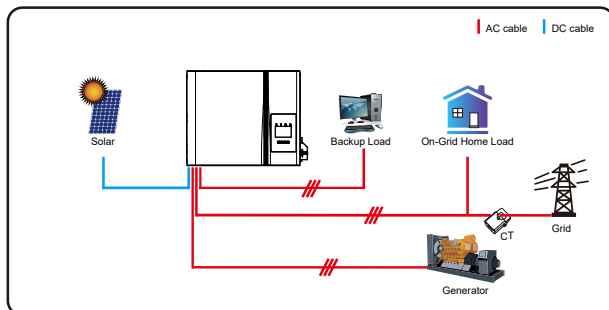 AC cable
DC cable
Solar
Backup Load
On-Grid Home Load
CT
Grid
Generator